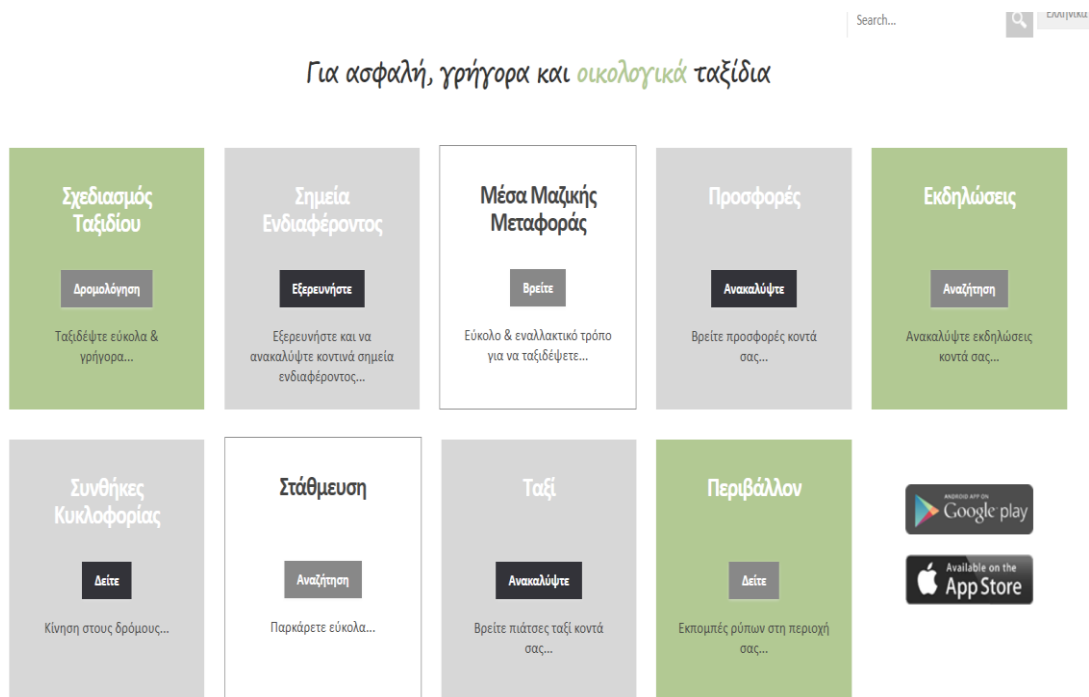 Search...
Ελληνικά
Για ασφαλή, γρήγορα και οικολογικά ταξίδια
Σχεδιασμός
Ταξιδίου
Δρομολόγηση
Ταξιδέψτε εύκολα &
γρήγορα...
Σημεία
Ενδιαφέροντος
Εξερευνήστε
Εξερευνήστε και να
ανακαλύψτε κοντινά σημεία
ενδιαφέροντος...
Μέσα Μαζικής
Μεταφοράς
Βρείτε
Εύκολο & εναλλακτικό τρόπο
για να ταξιδέψετε...
Προσφορές
Ανακαλύψτε
Βρείτε προσφορές κοντά
σας...
Εκδηλώσεις
Αναζήτηση
Ανακαλύψτε εκδηλώσεις
κοντά σας...
Συνθήκες
Κυκλοφορίας
Δείτε
Κίνηση στους δρόμους...
Στάθμευση
Αναζήτηση
Παρκάρετε εύκολα...
Ταξί
Ανακαλύψτε
Βρείτε πιάτσες ταξί κοντά
σας...
Περιβάλλον
Δείτε
Εκπομπές ρύπων στη περιοχή
σας...
ANDROID APP ON
Google play
Available on the
App Store